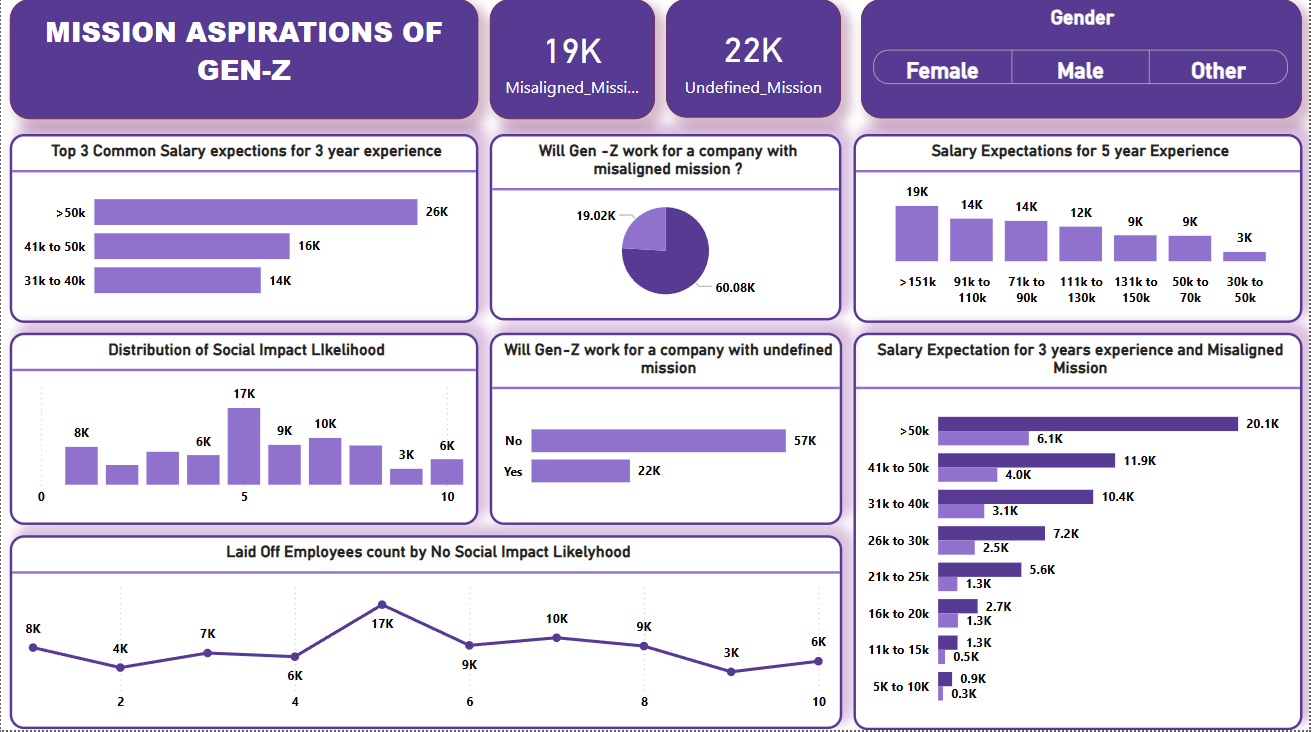 MISSION ASPIRATIONS OF
GEN-Z
19K
Misaligned_Missi...
22K
Undefined_Mission
Gender
Female
Male
Other
Top 3 Common Salary expections for 3 year experience
>50k
26K
41k to 50k
16K
31k to 40k
14K
Will Gen -Z work for a company with
misaligned mission ?
19.02K
60.08K
Salary Expectations for 5 year Experience
19K
14K
14K
12K
9K
9K
3K
>151k
91k to
110k
71k to
90k
111k to
130k
131k to
150k
50k to
70k
30k to
50k
Distribution of Social Impact LIkelihood
8K
6K
17K
9K
10K
3K
6K
0
5
10
Will Gen-Z work for a company with undefined
mission
No
57K
Yes
22K
Salary Expectation for 3 years experience and Misaligned
Mission
>50k
20.1K
6.1K
41k to 50k
11.9K
4.0K
31k to 40k
10.4K
3.1K
26k to 30k
7.2K
2.5K
21k to 25k
5.6K
1.3K
16k to 20k
2.7K
1.3K
11k to 15k
1.3K
0.5K
5K to 10K
0.9K
0.3K
Laid Off Employees count by No Social Impact Likelyhood
8K
4K
7K
6K
17K
9K
10K
9K
3K
6K
2
4
6
8
10